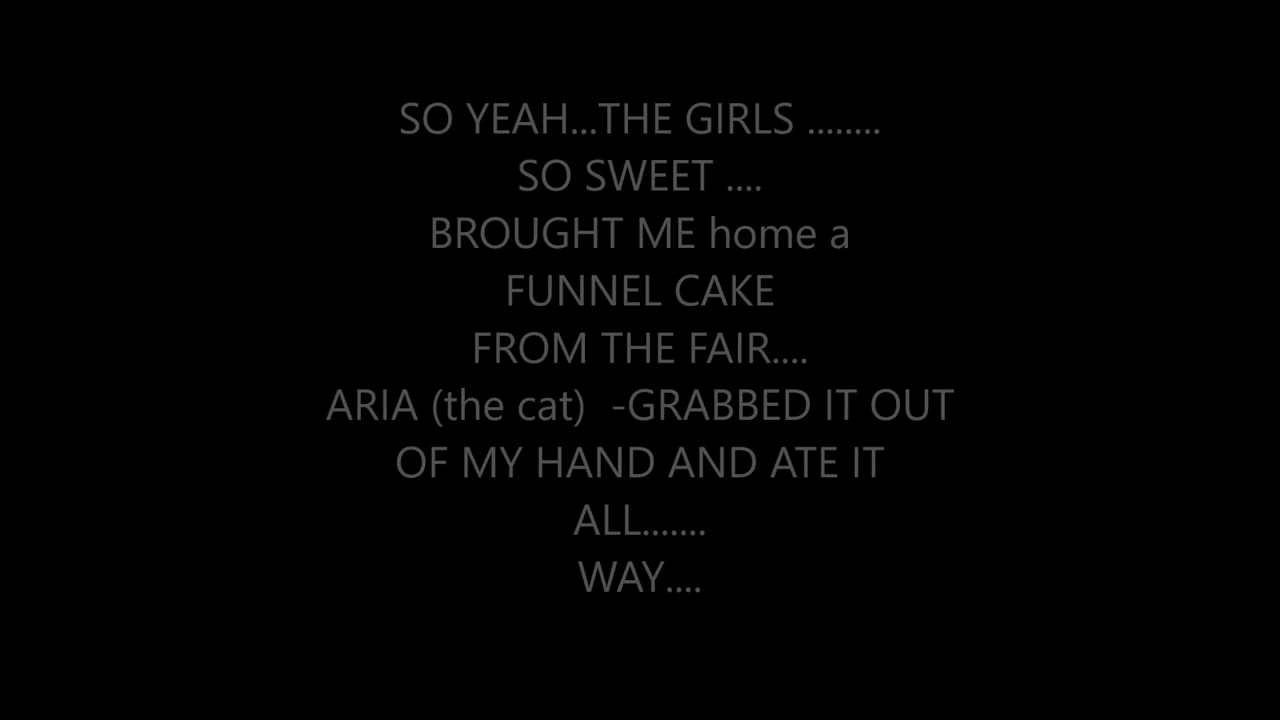 SO YEAH...THE GIRLS ........
SO SWEET ....
BROUGHT ME home a
FUNNEL CAKE
FROM THE FAIR....
ARIA (the cat)  -GRABBED IT OUT
OF MY HAND AND ATE IT
ALL.......
WAY....